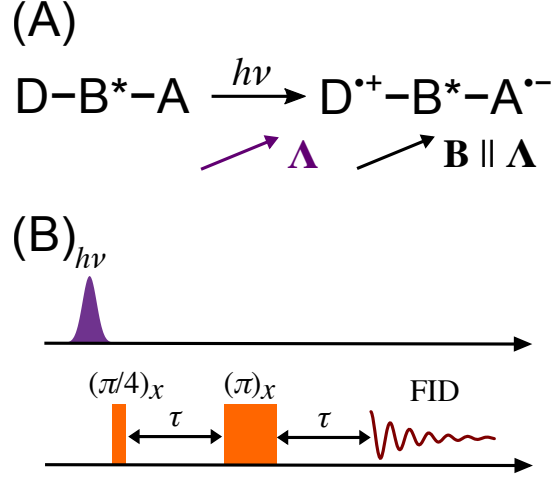 (A)
D–B*–A hν D•+–B*–A•−
Λ B ∥ Λ
(B)
hν
(π/4)x (π)x FID
τ τ